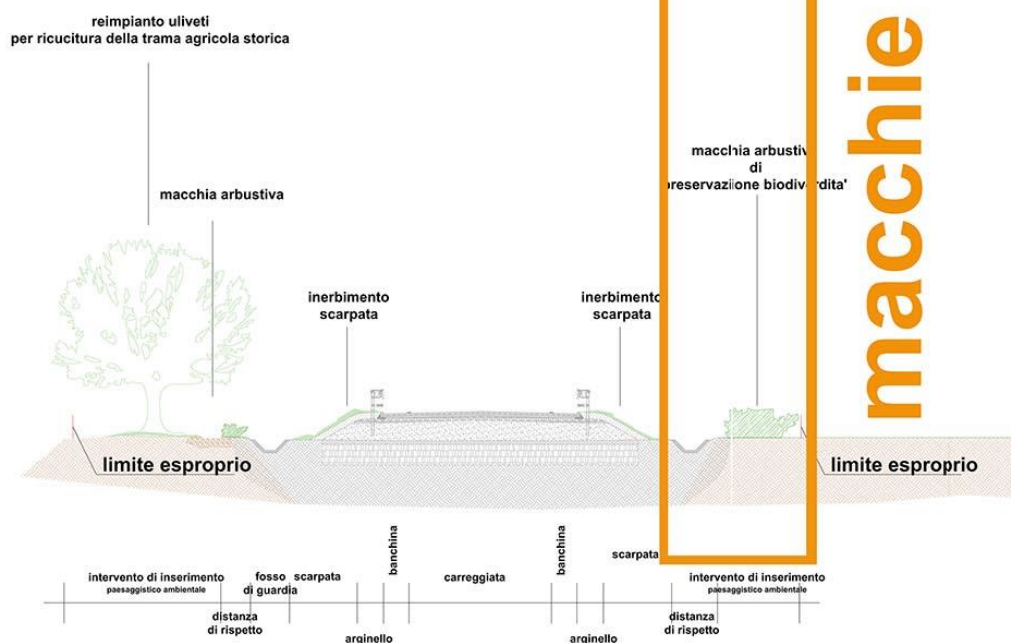 reimpianto uliveti
per ricucitura della trama agricola storica
macchia arbustiva
inerbimento
scarpata
inerbimento
scarpata
macchia arbustiv
di
preservazione biodiverdita'
macchie
limite esproprio
limite esproprio
banchina
banchina
scarpata
intervento di inserimento
paesaggistico ambientale
fosso
di guardia
scarpata
carreggiata
intervento di inserimento
paesaggistico ambientale
distanza
di rispetto
arginello
arginello
distanza
di rispetto